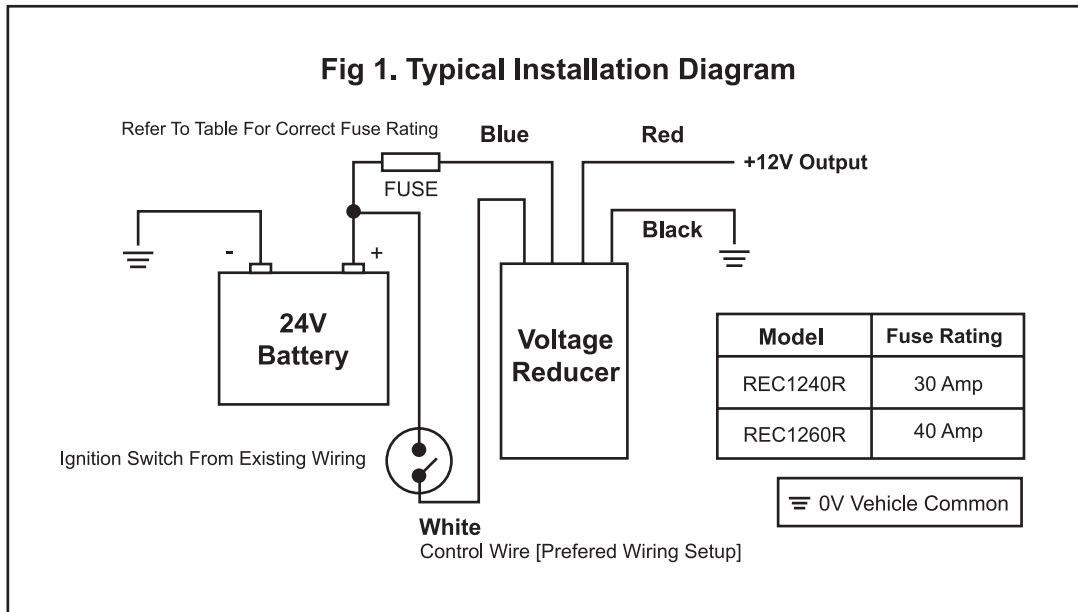 Fig 1. Typical Installation Diagram
Refer To Table For Correct Fuse Rating
Blue
Red
+12V Output
FUSE
Black
-
+
24V
Battery
Voltage
Reducer
Model
Fuse Rating
REC1240R
30 Amp
REC1260R
40 Amp
Ignition Switch From Existing Wiring
0V Vehicle Common
White
Control Wire [Prefered Wiring Setup]